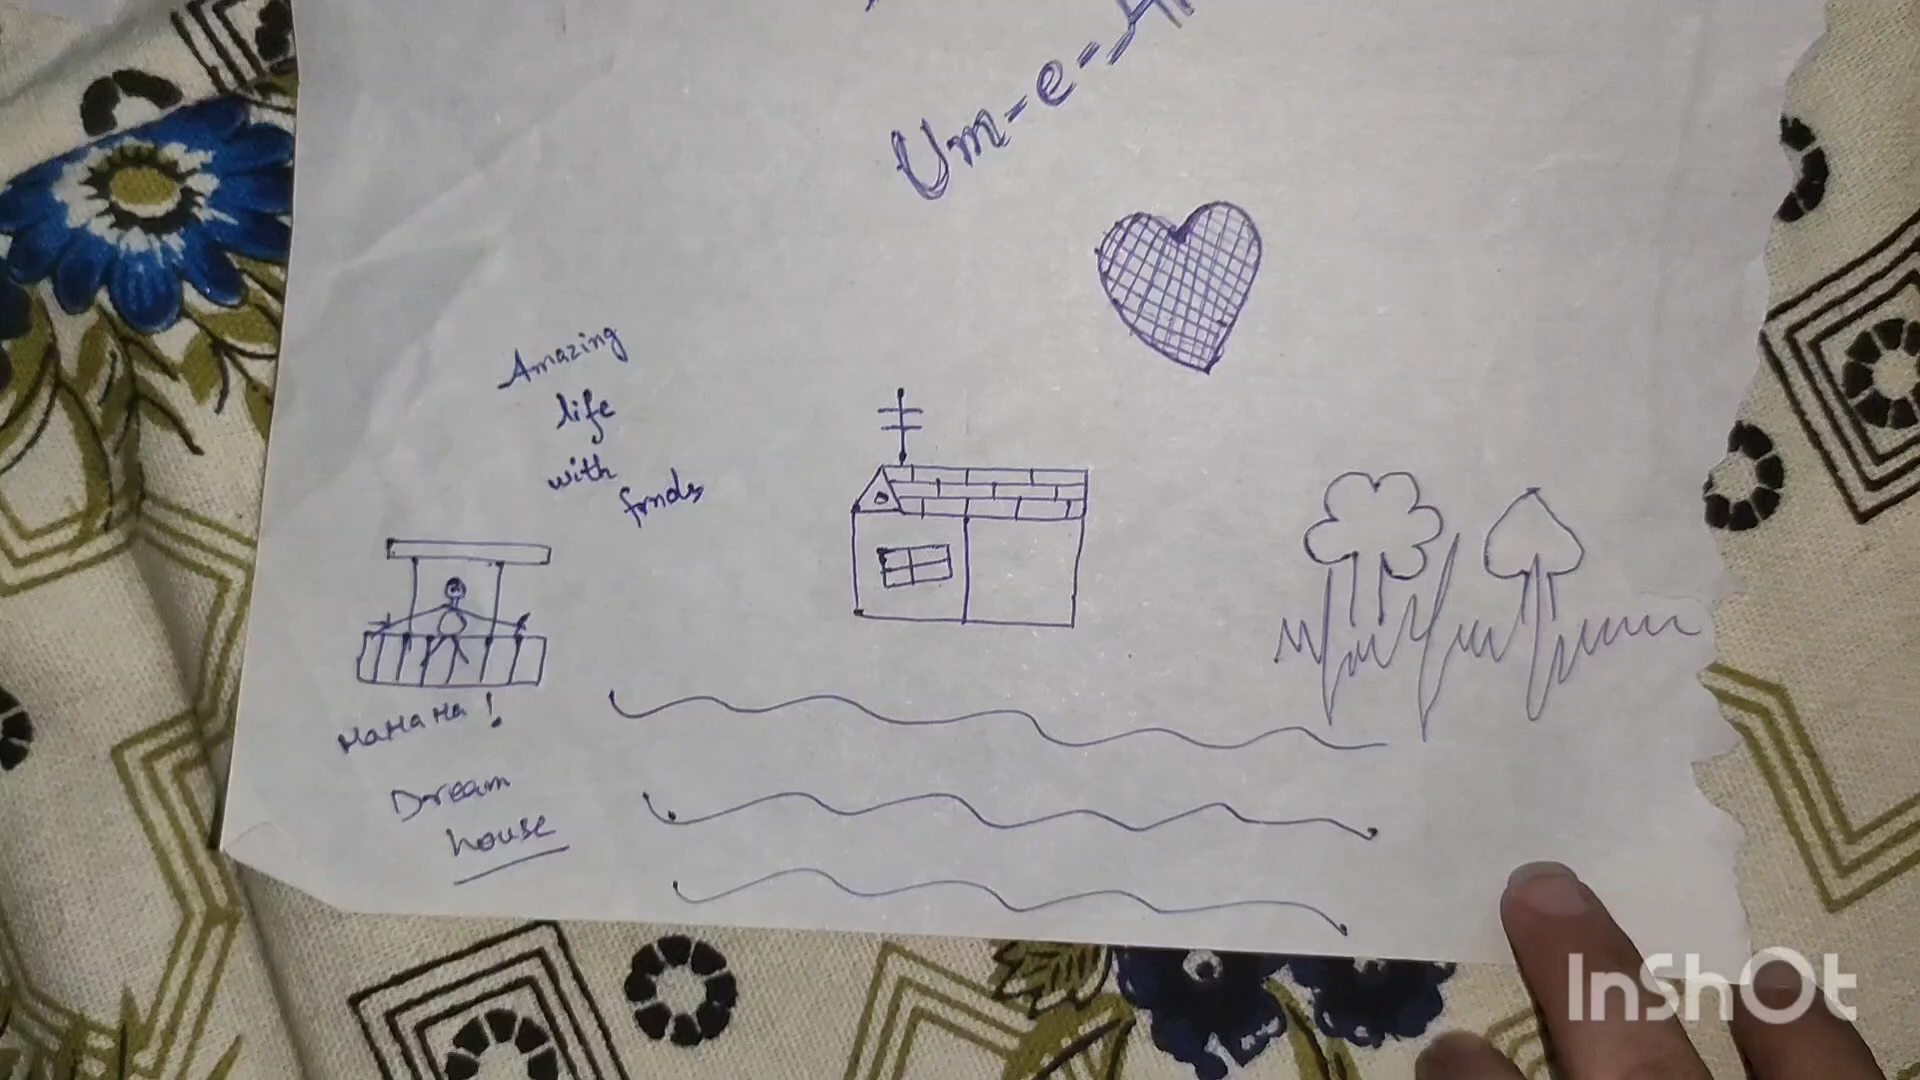 Um-e-
Amazing
life
with
frnds
HaHaHa!
Dream
house
InShOt